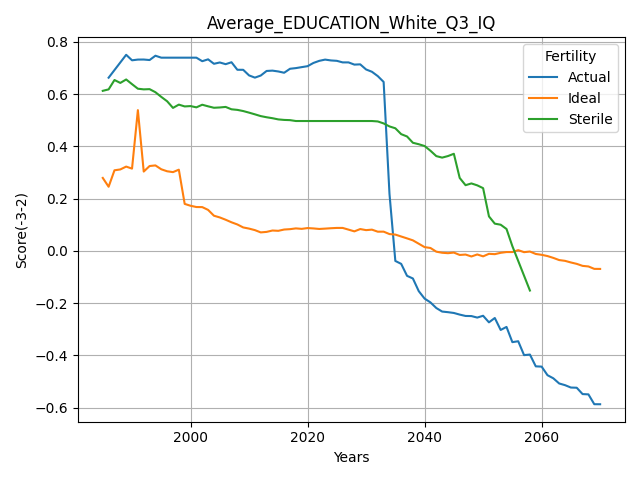 Average_EDUCATION_White_Q3_IQ
Fertility
Actual
Ideal
Sterile
Score(-3-2)
0.8
0.6
0.4
0.2
0.0
−0.2
−0.4
−0.6
2000
2020
2040
2060
Years